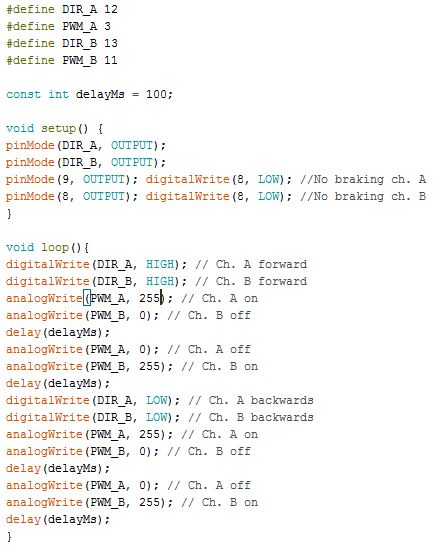 #define DIR_A 12
#define PWM_A 3
#define DIR_B 13
#define PWM_B 11
const int delayMs = 100;
void setup() {
pinMode(DIR_A, OUTPUT);
pinMode(DIR_B, OUTPUT);
pinMode(9, OUTPUT); digitalWrite(8, LOW); //No braking ch. A
pinMode(8, OUTPUT); digitalWrite(8, LOW); //No braking ch. B
}
void loop(){
digitalWrite(DIR_A, HIGH); // Ch. A forward
digitalWrite(DIR_B, HIGH); // Ch. B forward
analogWrite(PWM_A, 255); // Ch. A on
analogWrite(PWM_B, 0); // Ch. B off
delay(delayMs);
analogWrite(PWM_A, 0); // Ch. A off
analogWrite(PWM_B, 255); // Ch. B on
delay(delayMs);
digitalWrite(DIR_A, LOW); // Ch. A backwards
digitalWrite(DIR_B, LOW); // Ch. B backwards
analogWrite(PWM_A, 255); // Ch. A on
analogWrite(PWM_B, 0); // Ch. B off
delay(delayMs);
analogWrite(PWM_A, 0); // Ch. A off
analogWrite(PWM_B, 255); // Ch. B on
delay(delayMs);
}